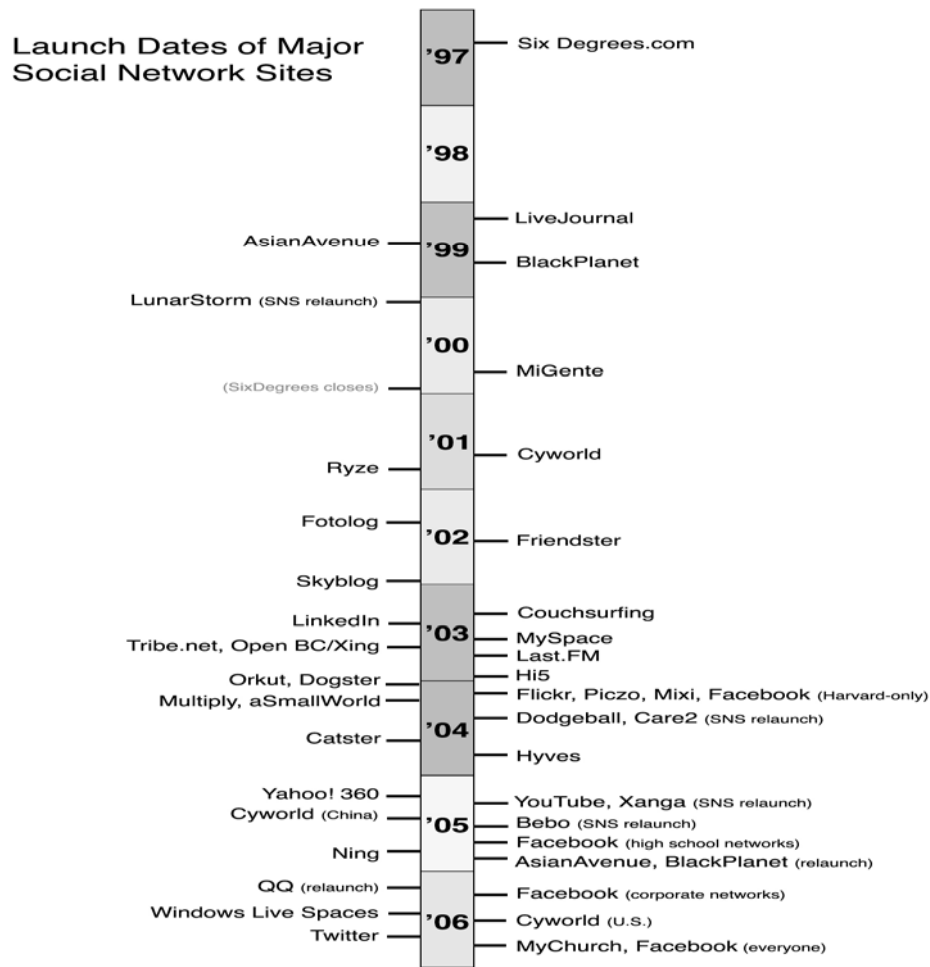 Launch Dates of Major
Social Network Sites
'97
Six Degrees.com
'98
LiveJournal
AsianAvenue
'99
BlackPlanet
LunarStorm (SNS relaunch)
'00
MiGente
(SixDegrees closes)
'01
Cyworld
Ryze
Fotolog
'02
Friendster
Skyblog
Couchsurfing
LinkedIn
'03
MySpace
Tribe.net, Open BC/Xing
Last.FM
Hi5
Orkut, Dogster
Flickr, Piczo, Mixi, Facebook (Harvard-only)
Multiply, aSmallWorld
Dodgeball, Care2 (SNS relaunch)
'04
Catster
Hyves
Yahoo! 360
YouTube, Xanga (SNS relaunch)
Cyworld (China)
'05
Bebo (SNS relaunch)
Facebook (high school networks)
Ning
AsianAvenue, BlackPlanet (relaunch)
QQ (relaunch)
Facebook (corporate networks)
Windows Live Spaces
'06
Cyworld (U.S.)
Twitter
MyChurch, Facebook (everyone)